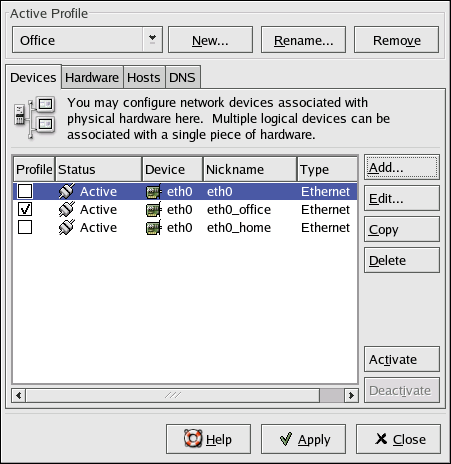 Active Profile
Office
New...
Rename...
Remove
Devices Hardware Hosts DNS
You may configure network devices associated with
physical hardware here. Multiple logical devices can be
associated with a single piece of hardware.
Profile Status Device Nickname Type
Active eth0 eth0 Ethernet
Active eth0 eth0_office Ethernet
Active eth0 eth0_home Ethernet
Add...
Edit...
Copy
Delete
Activate
Deactivate
Help
Apply
Close